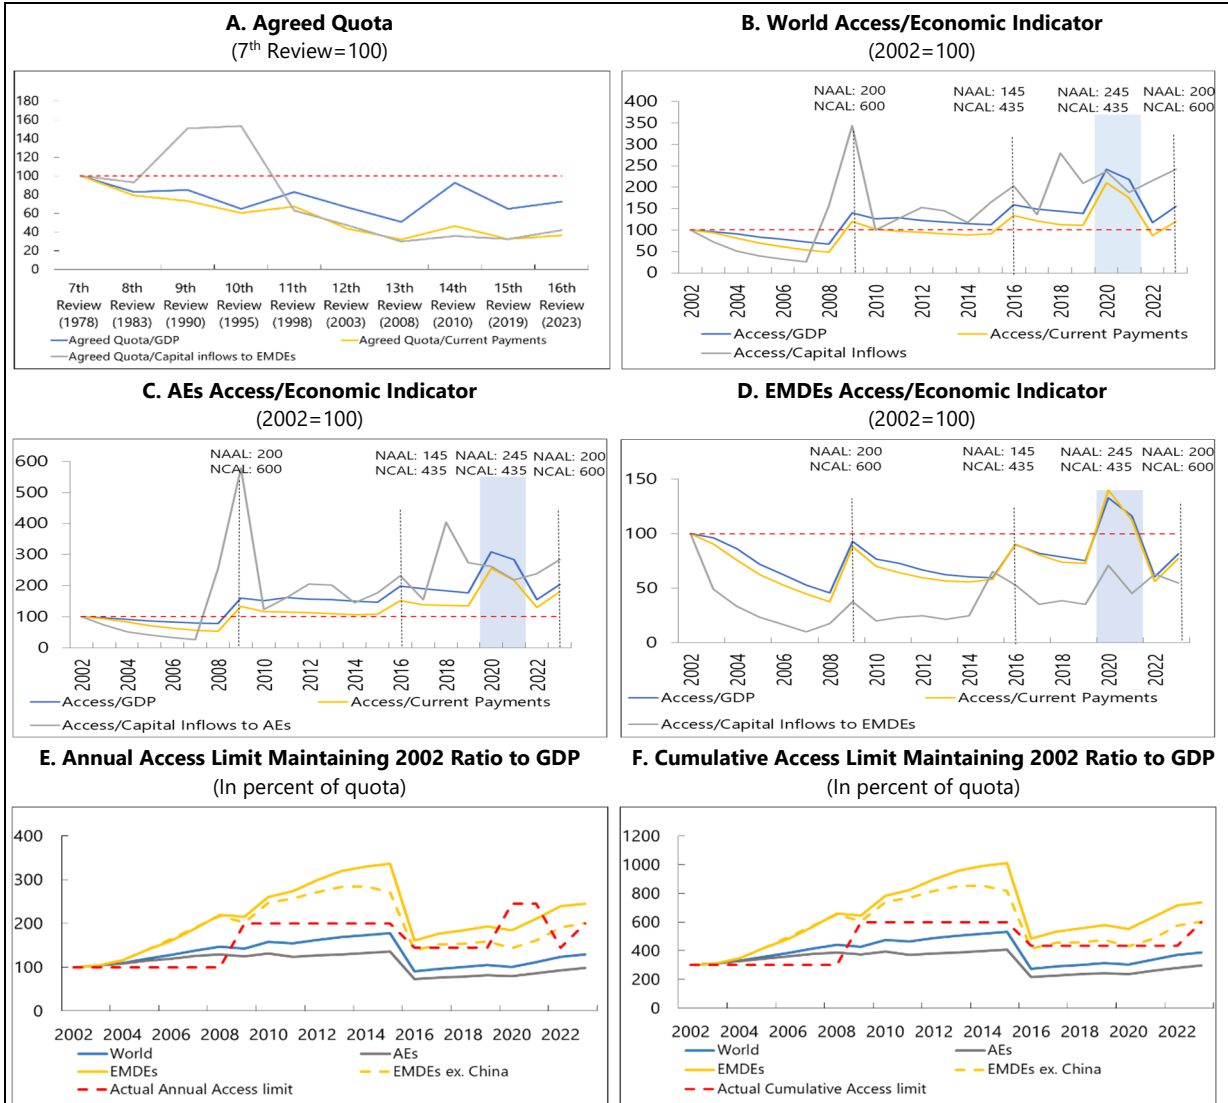 A. Agreed Quota
(7th Review=100)
180
160
140
120
100
80
60
40
20
0
7th Review (1978)
8th Review (1983)
9th Review (1990)
10th Review (1995)
11th Review (1998)
12th Review (2003)
13th Review (2008)
14th Review (2010)
15th Review (2019)
16th Review (2023)
Agreed Quota/GDP
Agreed Quota/Current Payments
Agreed Quota/Capital inflows to EMDEs
B. World Access/Economic Indicator
(2002=100)
NAAL: 200 NAAL: 145 NAAL: 245 NAAL: 200
NCAL: 600 NCAL: 435 NCAL: 435 NCAL: 600
400
350
300
250
200
150
100
50
0
2002 2004 2006 2008 2010 2012 2014 2016 2018 2020 2022
Access/GDP
Access/Current Payments
Access/Capital Inflows
C. AEs Access/Economic Indicator
(2002=100)
NAAL: 200 NAAL: 145 NAAL: 245 NAAL: 200
NCAL: 600 NCAL: 435 NCAL: 435 NCAL: 600
600
500
400
300
200
100
0
2002 2004 2006 2008 2010 2012 2014 2016 2018 2020 2022
Access/GDP
Access/Current Payments
Access/Capital Inflows to AEs
D. EMDEs Access/Economic Indicator
(2002=100)
NAAL: 200 NAAL: 145 NAAL: 245 NAAL: 200
NCAL: 600 NCAL: 435 NCAL: 435 NCAL: 600
150
100
50
0
2002 2004 2006 2008 2010 2012 2014 2016 2018 2020 2022
Access/GDP
Access/Current Payments
Access/Capital Inflows to EMDEs
E. Annual Access Limit Maintaining 2002 Ratio to GDP
(In percent of quota)
400
300
200
100
0
2002 2004 2006 2008 2010 2012 2014 2016 2018 2020 2022
World
AEs
EMDEs
EMDEs ex. China
Actual Annual Access limit
F. Cumulative Access Limit Maintaining 2002 Ratio to GDP
(In percent of quota)
1200
1000
800
600
400
200
0
2002 2004 2006 2008 2010 2012 2014 2016 2018 2020 2022
World
AEs
EMDEs
EMDEs ex. China
Actual Cumulative Access limit